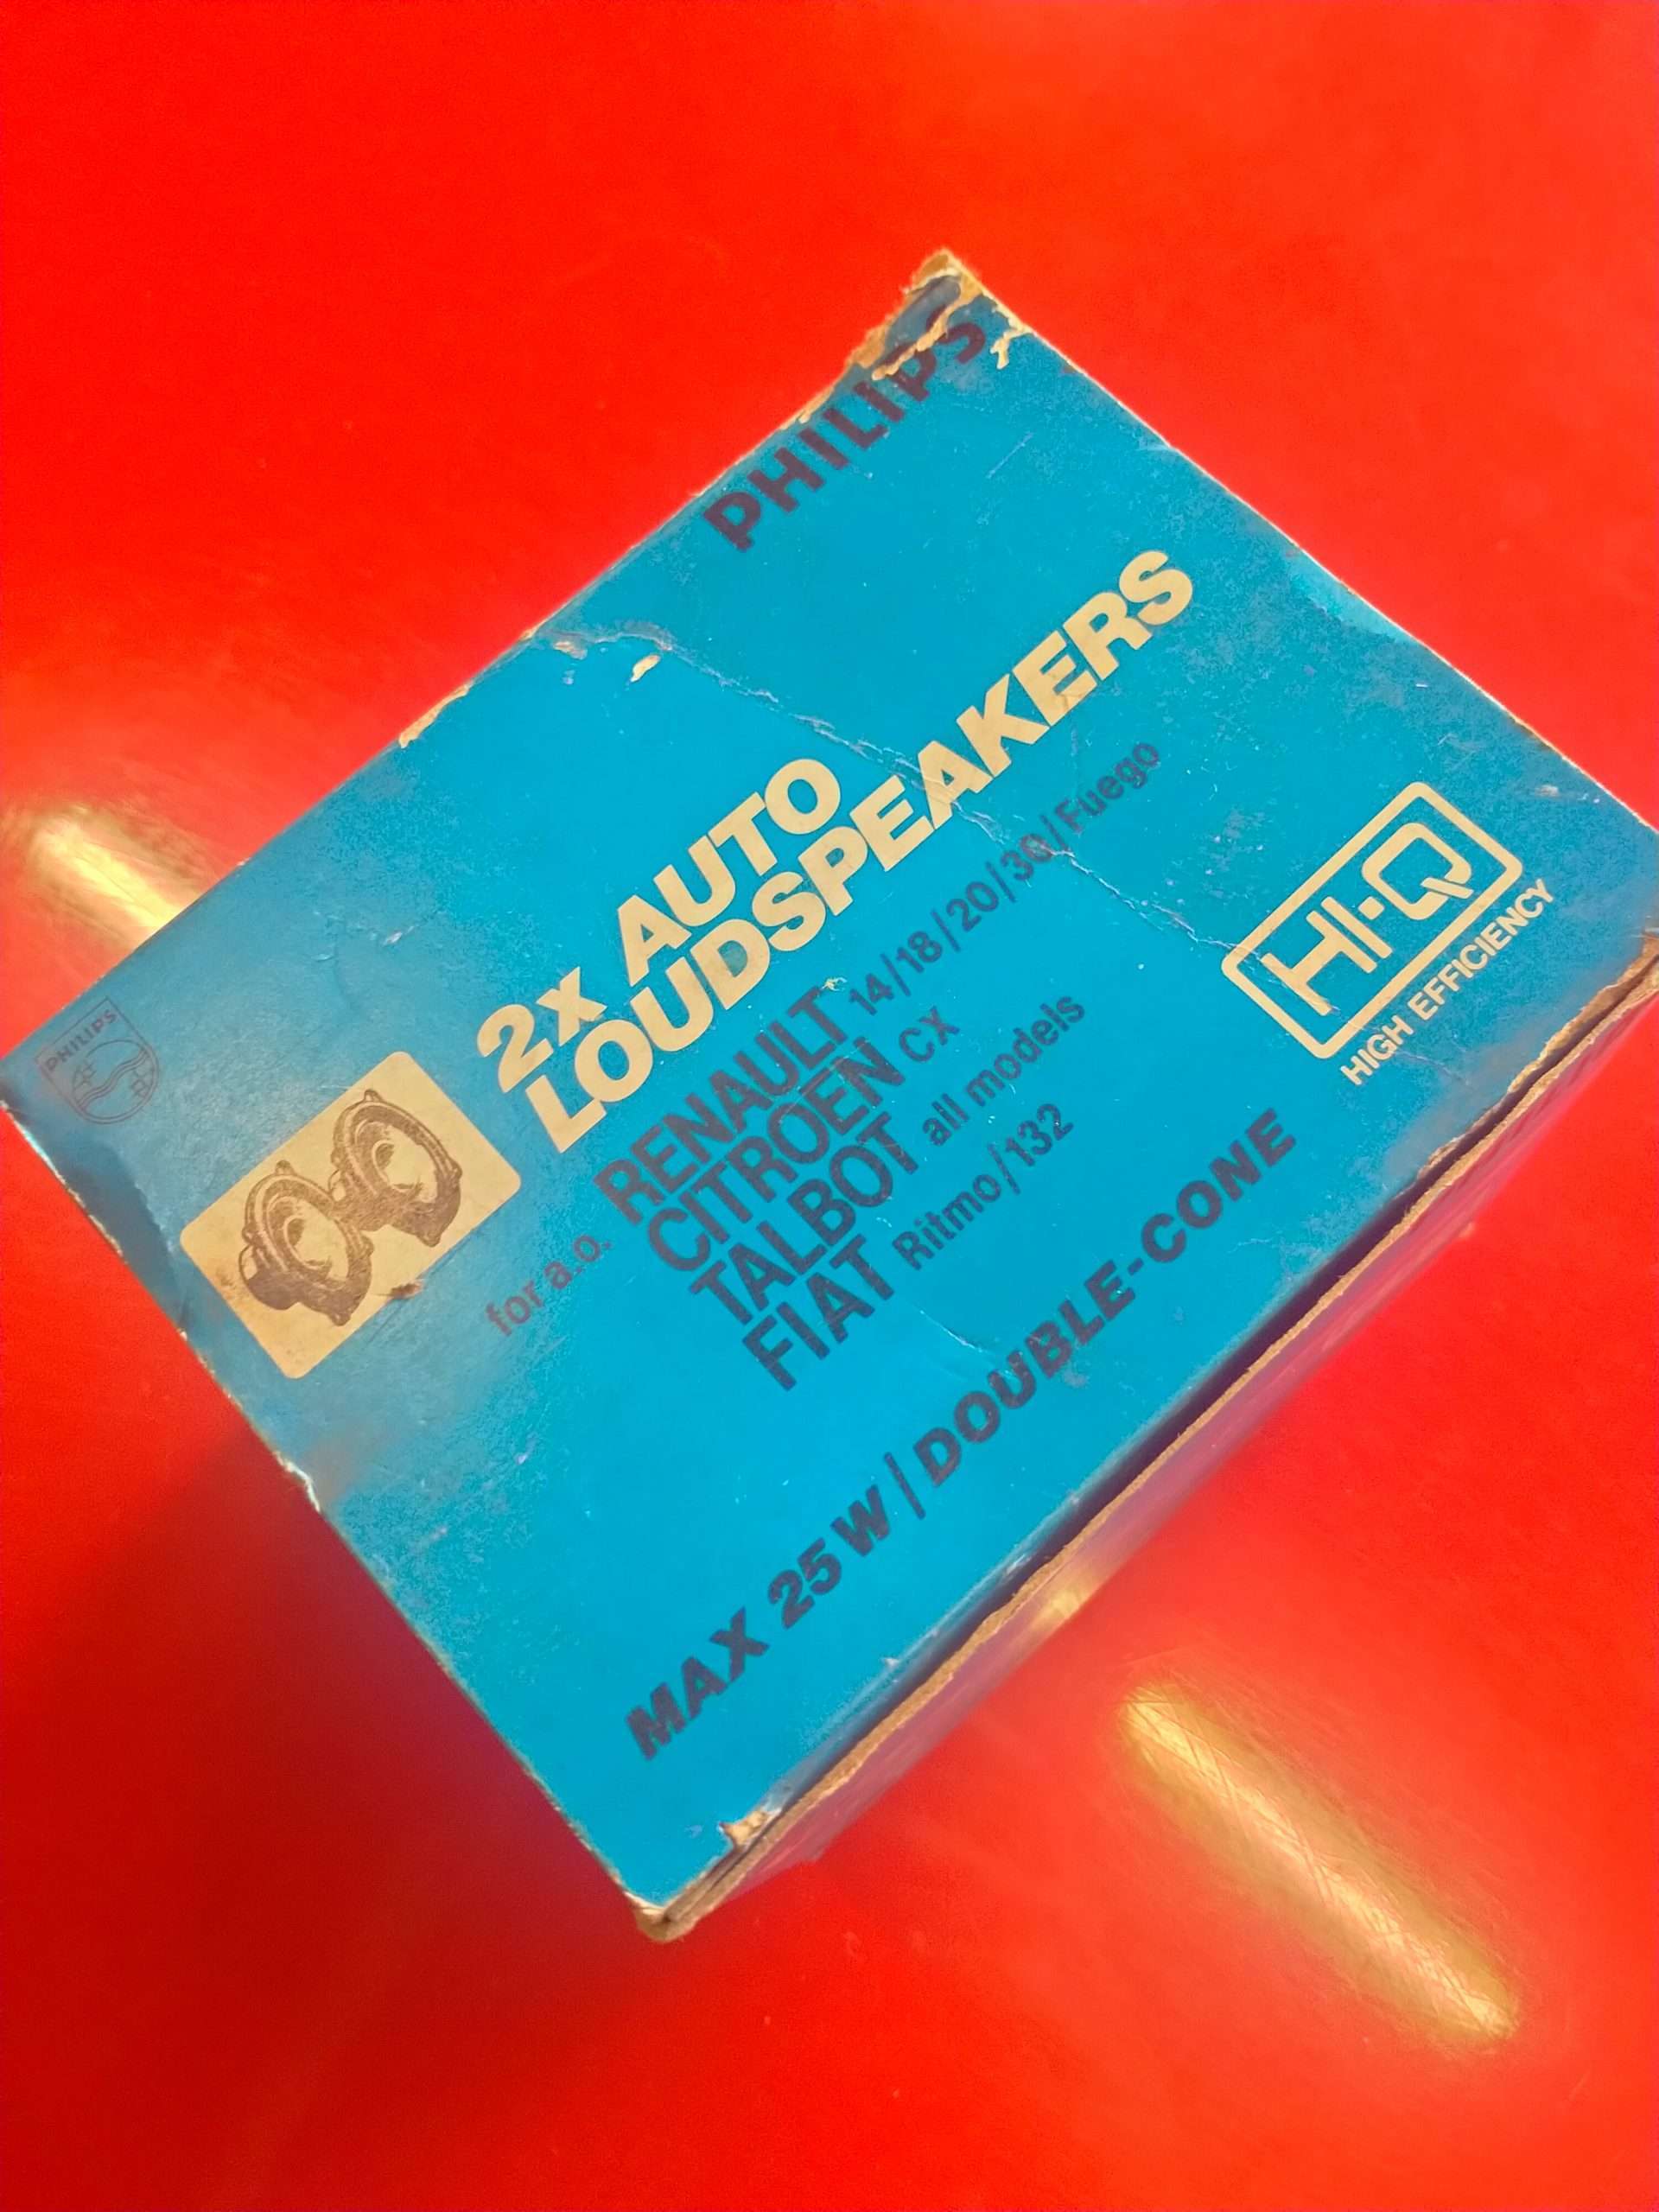 PHILIPS
PHILIPS
2x AUTO
LOUDSPEAKERS
for a.o. RENAULT 14/18/20/30/Fuego
CITROEN CX
TALBOT all models
FIAT Ritmo/132
HI-Q
HIGH EFFICIENCY
MAX 25W/DOUBLE-CONE